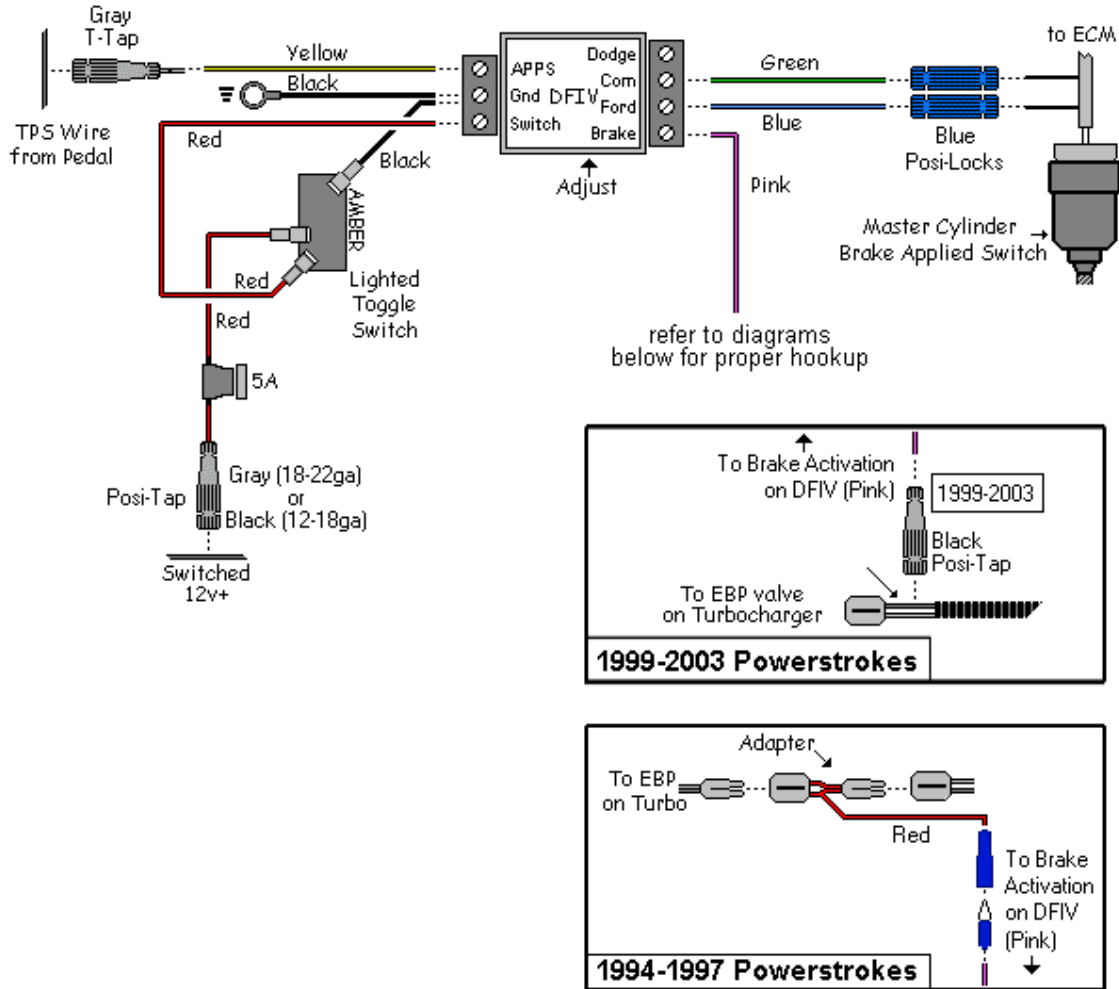 Gray
T-Tap
Yellow
Black
TPS Wire
from Pedal
Red
Black
APPS
Gnd DFIV
Switch
Dodge
Com
Ford
Brake
Adjust
Green
Blue
Pink
to ECM
Blue
Posi-Locks
Master Cylinder
Brake Applied Switch
AMBER
Red
Lighted
Toggle
Switch
Red
5A
Posi-Tap
Gray (18-22ga)
or
Black (12-18ga)
Switched
12v+
refer to diagrams
below for proper hookup
To Brake Activation
on DFIV (Pink)
1999-2003
Black
Posi-Tap
To EBP valve
on Turbocharger
1999-2003 Powerstrokes
Adapter
To EBP
on Turbo
Red
To Brake
Activation
on DFIV
(Pink)
1994-1997 Powerstrokes